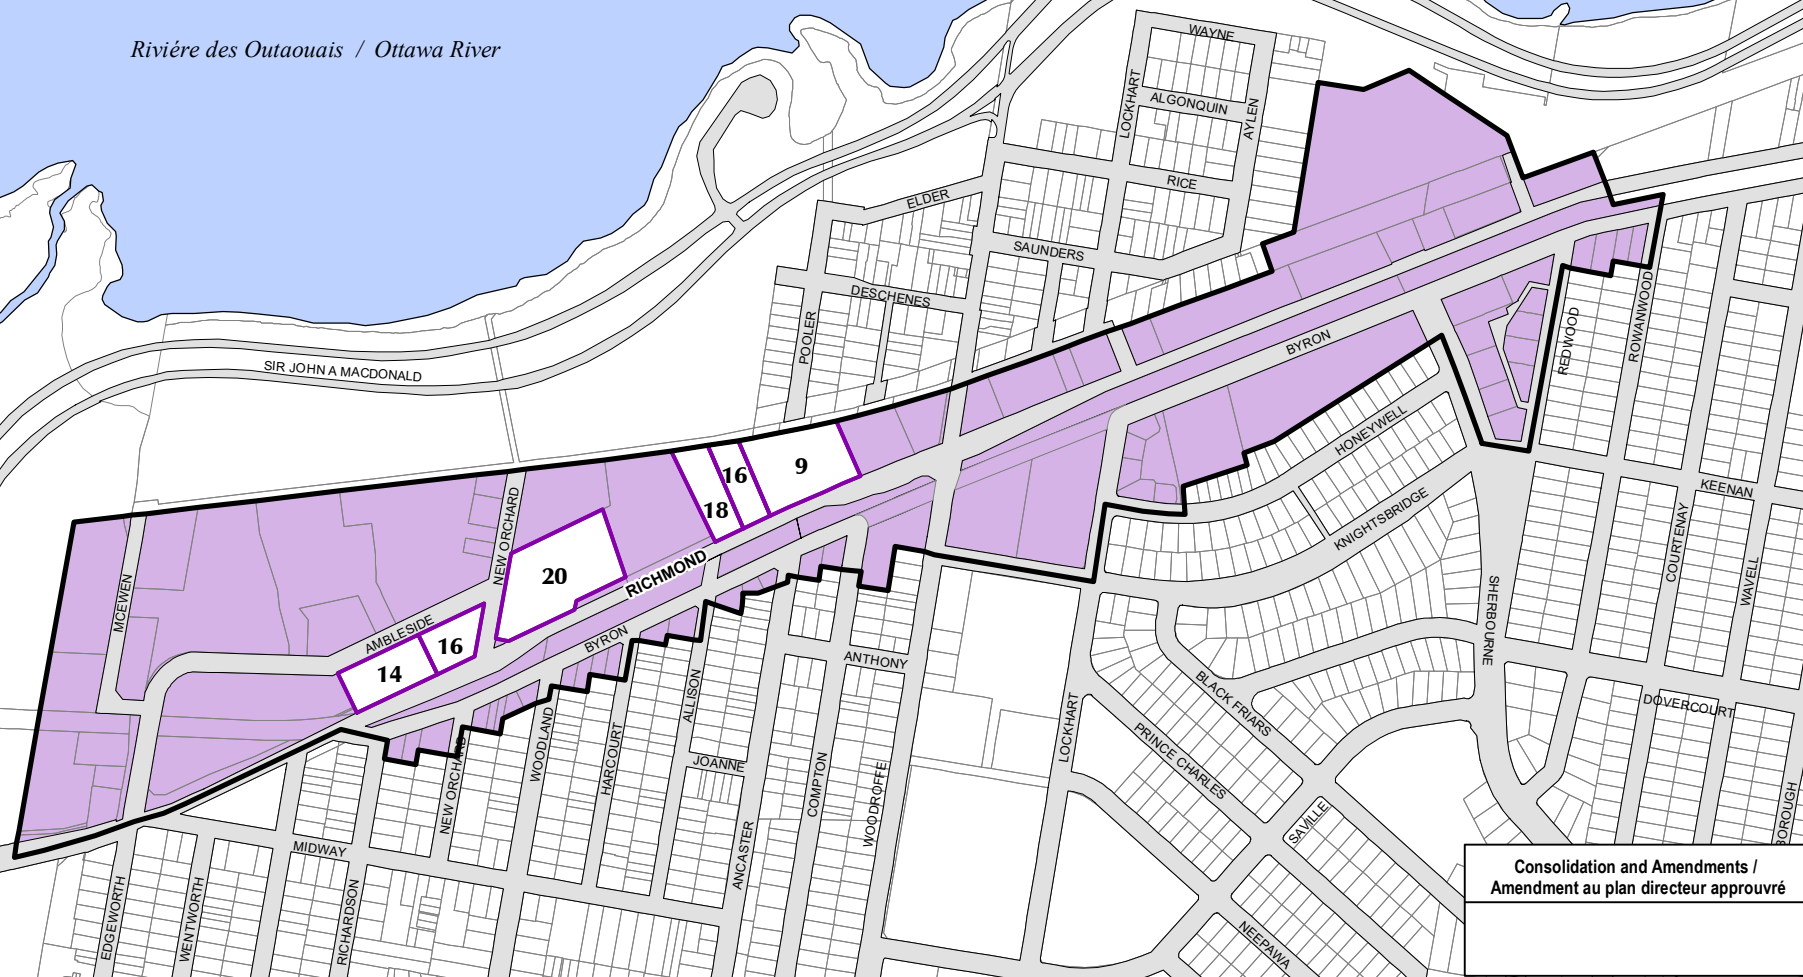 Riviére des Outaouais / Ottawa River
WAYNE
LOCKHART
ALGONQUIN
AYLEN
RICE
ELDER
SAUNDERS
DESCHENES
POOLER
SIR JOHN A MACDONALD
BYRON
REDWOOD
ROWANWOOD
HONEYWELL
KNIGHTSBRIDGE
KEENAN
COURTENAY
WAVELL
SHERBOURNE
9
16
18
NEW ORCHARD
20
RICHMOND
MCEWEN
AMBLESIDE
16
14
BYRON
ANTHONY
ALLISON
WOODLAND
HARCOURT
NEW ORCHARD
JOANNE
COMPTON
WOODROFFE
LOCKHART
BLACK FRIARS
PRINCE CHARLES
DOVERCOURT
SAVILLE
BOROUGH
MIDWAY
ANCASTER
EDGEWORTH
WENTWORTH
RICHARDSON
NEEPAWA
Consolidation and Amendments /
Amendment au plan directeur approuvré